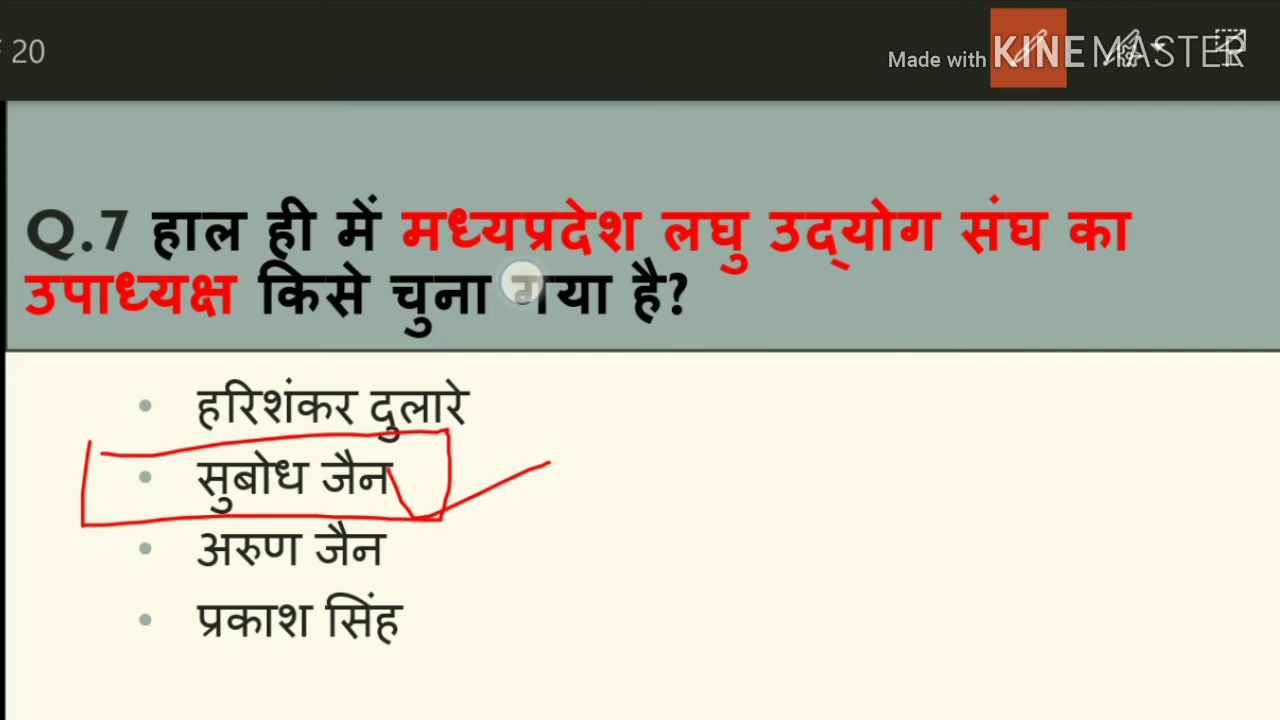 20
Made with KINEMASTER
Q.7 हाल ही में मध्यप्रदेश लघु उद्योग संघ का
उपाध्यक्ष किसे चुना गया है?
• हरिशंकर दुलारे
• सुबोध जैन
• अरुण जैन
• प्रकाश सिंह